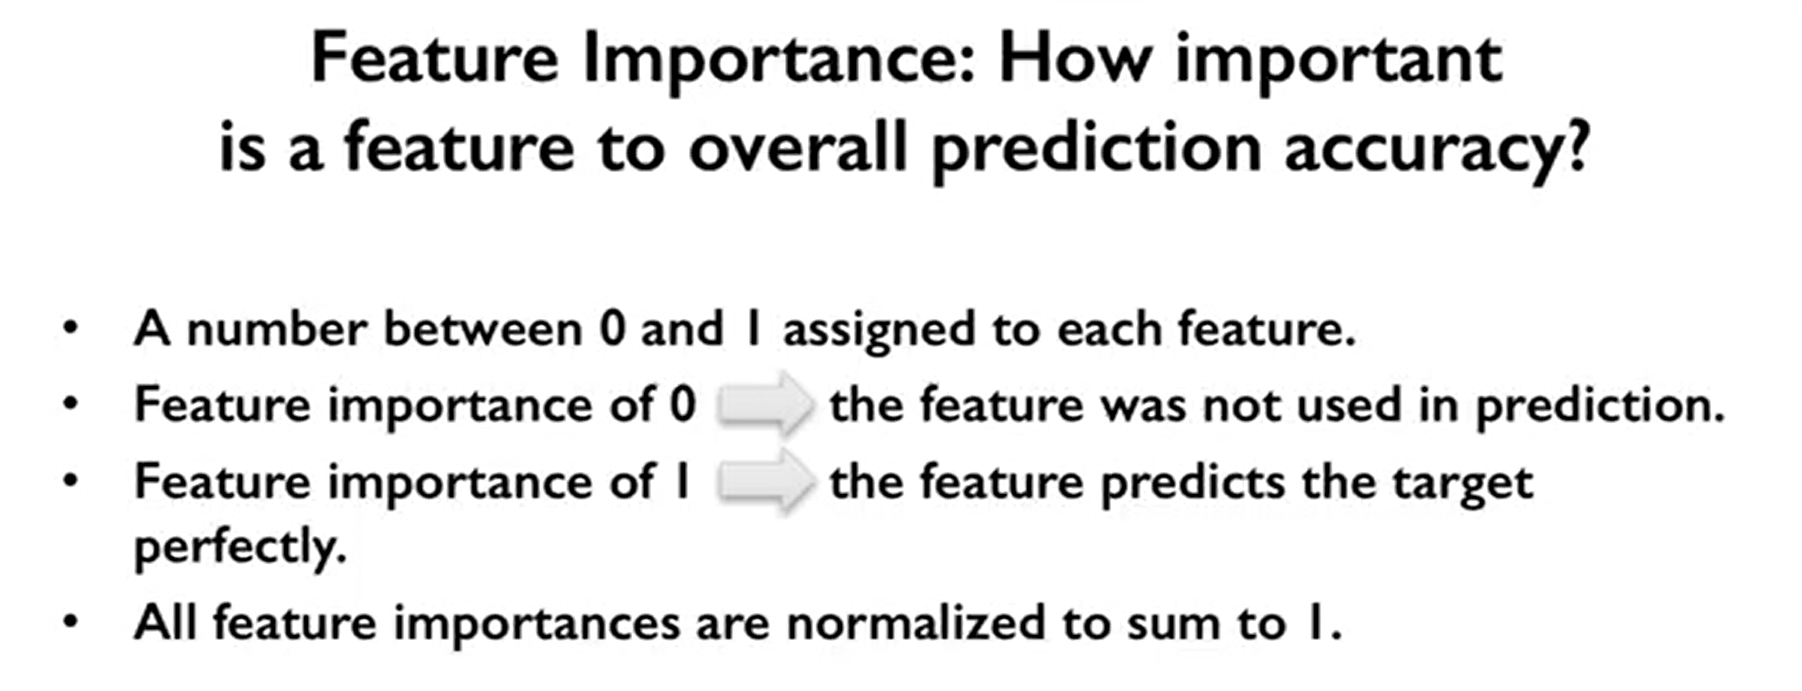 Feature Importance: How important
is a feature to overall prediction accuracy?
• A number between 0 and 1 assigned to each feature.
• Feature importance of 0 the feature was not used in prediction.
• Feature importance of 1 the feature predicts the target
perfectly.
• All feature importances are normalized to sum to 1.